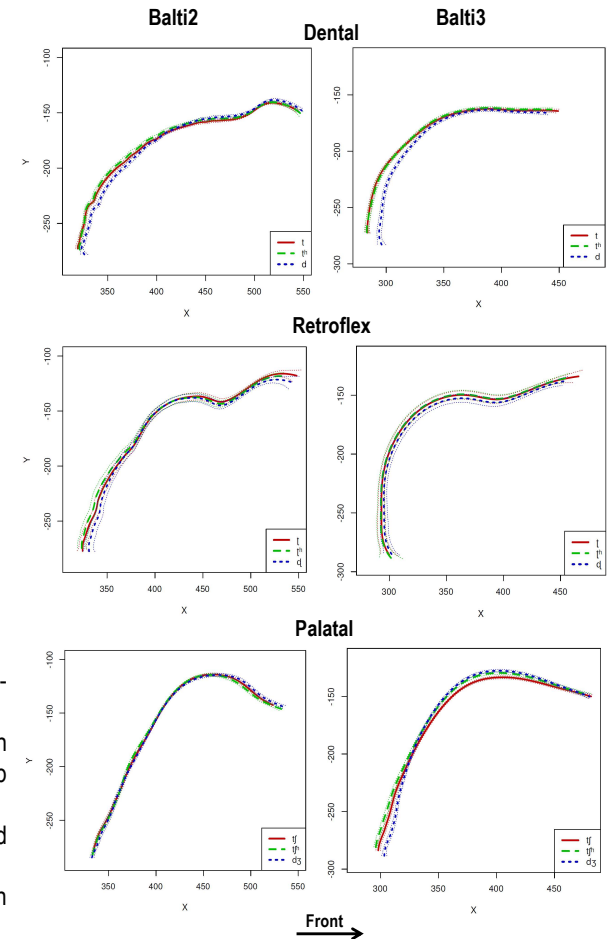 Balti2 Balti3
Dental
-100
-150
-200
-250
Y
350 400 450 500 550
X
t
tʰ
d
-150
-200
-250
-300
300 350 400 450
X
t
tʰ
d
Retroflex
-100
-150
-200
-250
Y
350 400 450 500 550
X
ʈ
ʈʰ
ɖ
-150
-200
-250
-300
300 350 400 450
X
ʈ
ʈʰ
ɖ
Palatal
-100
-150
-200
-250
Y
350 400 450 500 550
X
tʃ
tʃʰ
dʒ
-150
-200
-250
-300
300 350 400 450
X
tʃ
tʃʰ
dʒ
Front